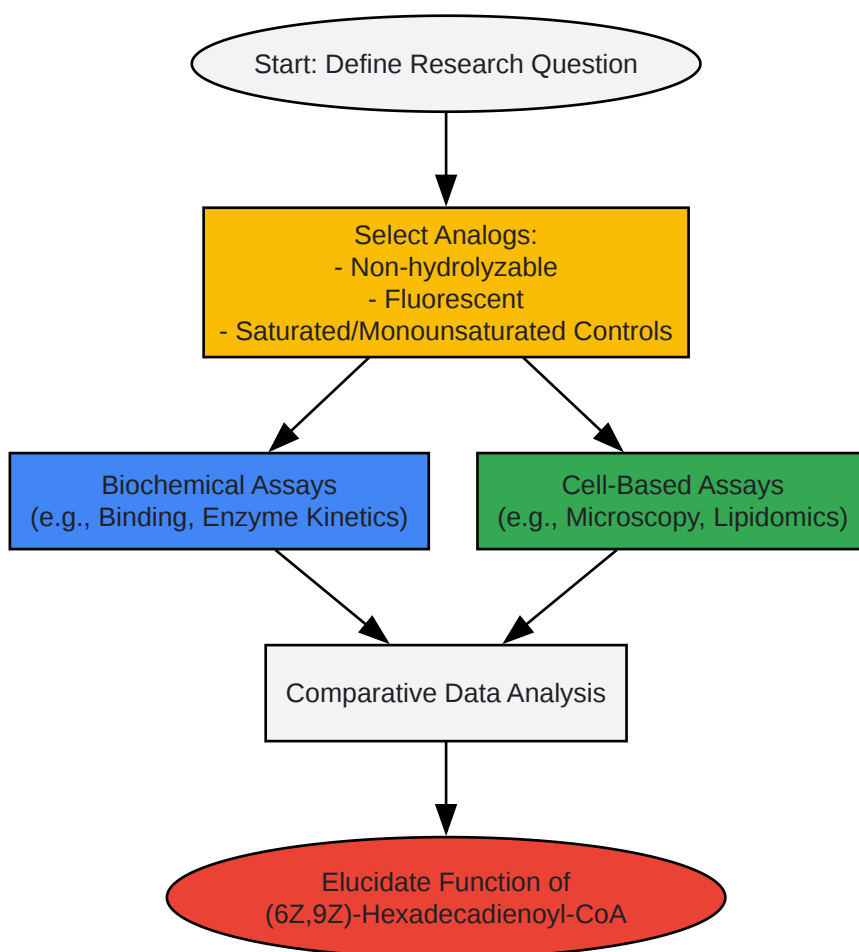 Start: Define Research Question
Select Analogs:
- Non-hydrolyzable
- Fluorescent
- Saturated/Monounsaturated Controls
Biochemical Assays
(e.g., Binding, Enzyme Kinetics)
Cell-Based Assays
(e.g., Microscopy, Lipidomics)
Comparative Data Analysis
Elucidate Function of
(6Z,9Z)-Hexadecadienoyl-CoA